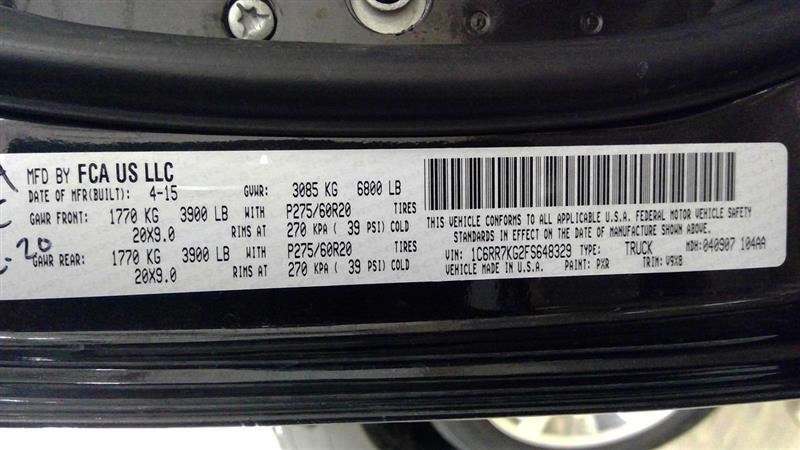 MFD BY FCA US LLC
DATE OF MFR(BUILT): 4-15 GVWR: 3085 KG 6800 LB
GAWR FRONT: 1770 KG 3900 LB WITH P275/60R20 TIRES
20X9.0 RIMS AT 270 KPA ( 39 PSI) COLD
GAWR REAR: 1770 KG 3900 LB WITH P275/60R20 TIRES
20X9.0 RIMS AT 270 KPA ( 39 PSI) COLD
THIS VEHICLE CONFORMS TO ALL APPLICABLE U.S.A. FEDERAL MOTOR VEHICLE SAFETY
STANDARDS IN EFFECT ON THE DATE OF MANUFACTURE SHOWN ABOVE.
VIN: 1C6RR7KG2FS648329 TYPE: TRUCK MDH:040907 104AA
VEHICLE MADE IN U.S.A. PAINT: PXR TRIM: V9X8
20